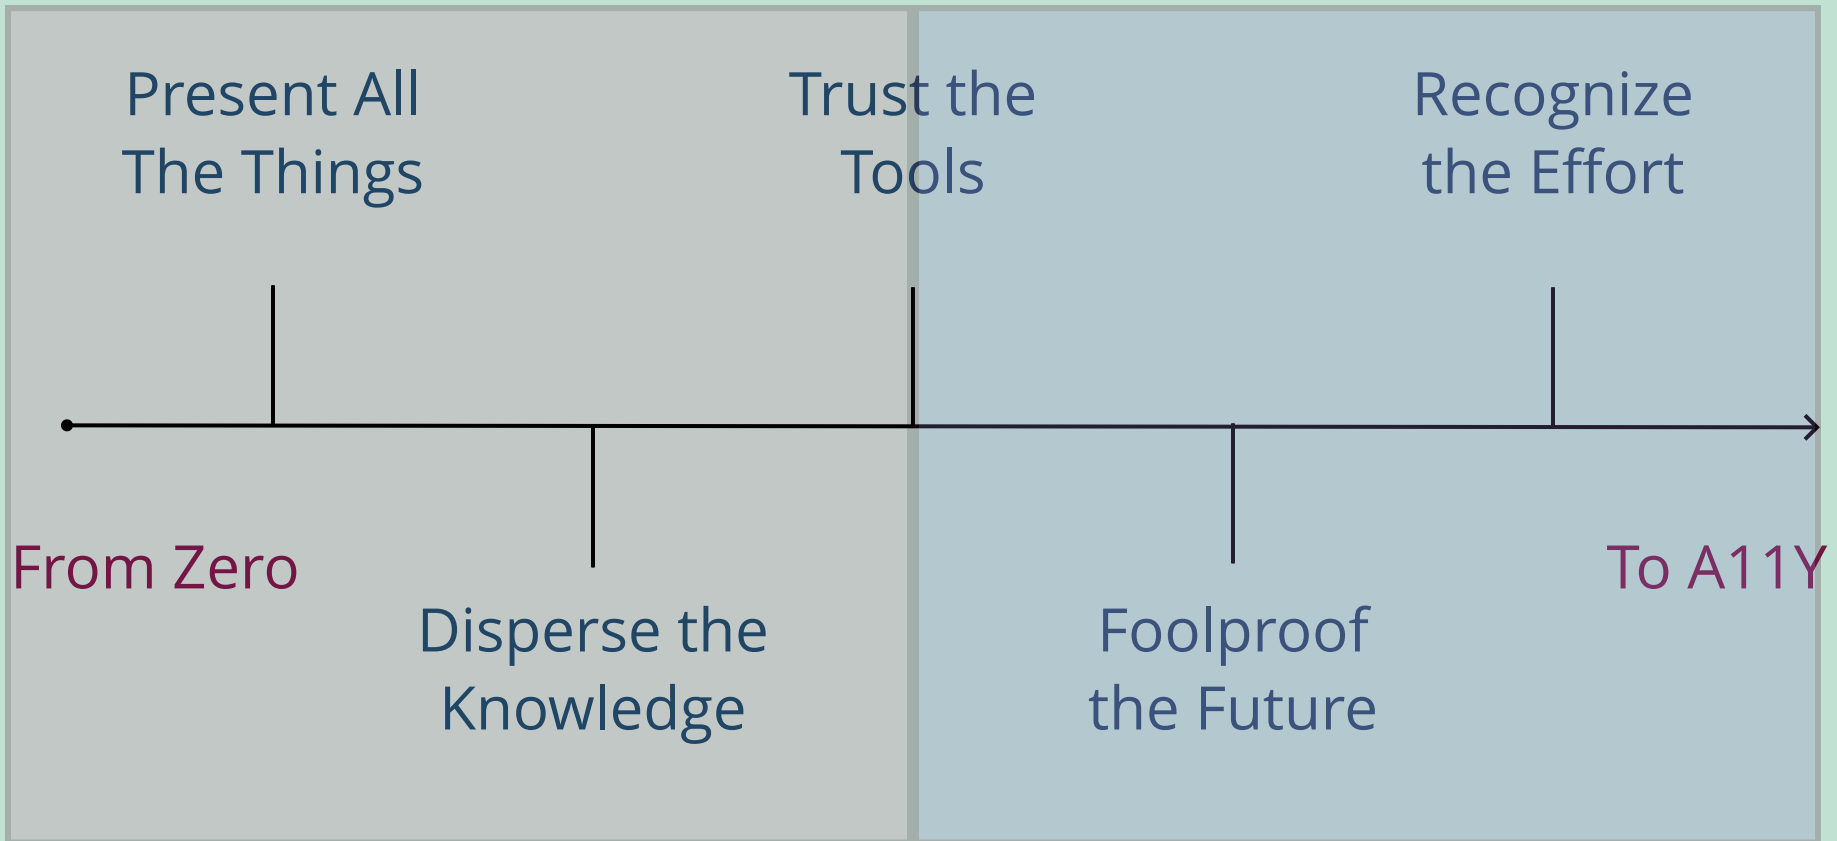 Present All
The Things
Trust the
Tools
Recognize
the Effort
From Zero
To A11Y
Disperse the
Knowledge
Foolproof
the Future